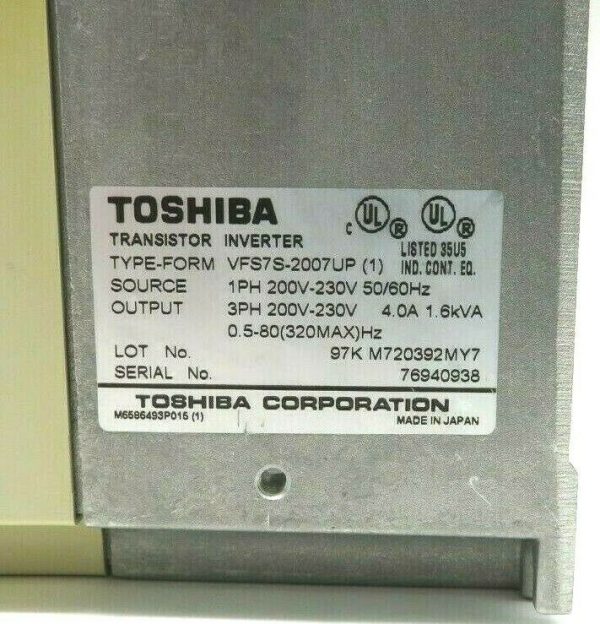 TOSHIBA
C UL ® UL ®
TRANSISTOR INVERTER
LISTED 35U5
TYPE-FORM VFS7S-2007UP (1) IND. CONT. EQ.
SOURCE 1PH 200V-230V 50/60Hz
OUTPUT 3PH 200V-230V 4.0A 1.6kVA
0.5-80(320MAX)Hz
LOT No. 97K M720392MY7
SERIAL No. 76940938
TOSHIBA CORPORATION
M6586493P015 (1) MADE IN JAPAN